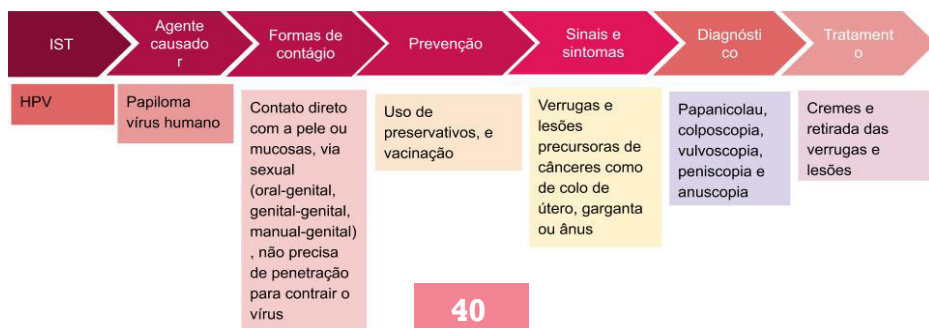 IST
Agente
causado
r
Formas de
contágio
Prevenção
Sinais e
sintomas
Diagnósti
co
Tratament
o
HPV
Papiloma
vírus humano
Contato direto
com a pele ou
mucosas, via
sexual
(oral-genital,
genital-genital,
manual-genital)
, não precisa
de penetração
para contrair o
vírus
Uso de
preservativos, e
vacinação
Verrugas e
lesões
precursoras de
cânceres como
de colo de
útero, garganta
ou ânus
Papanicolau,
colposcopia,
vulvoscopia,
peniscopia e
anuscopia
Cremes e
retirada das
verrugas e
lesões
40